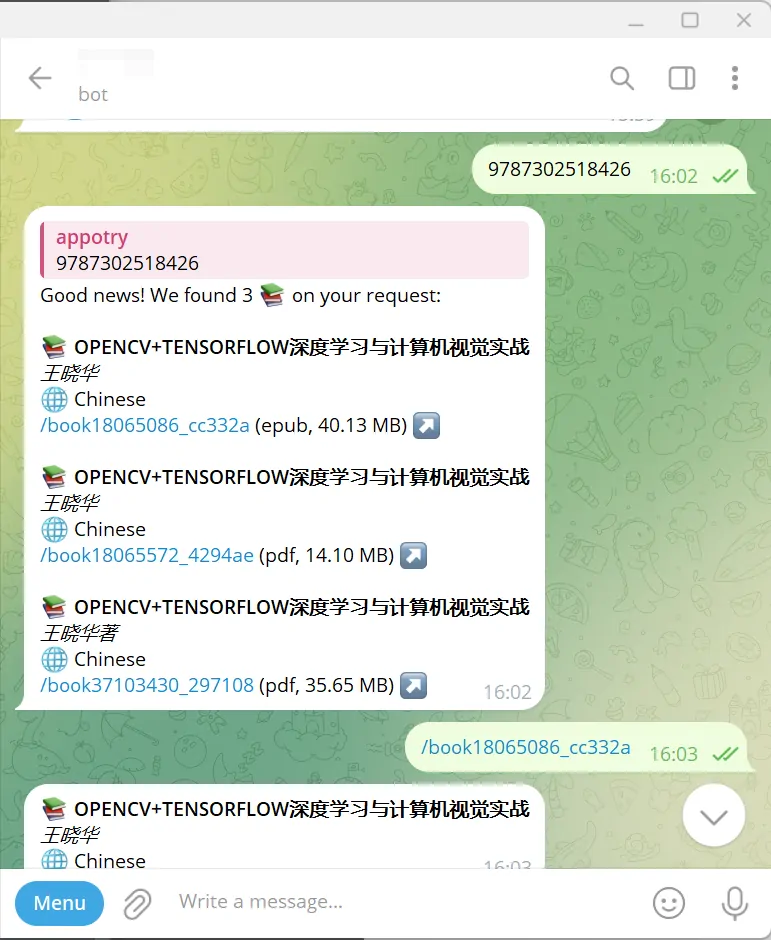 bot
9787302518426 16:02
appotry
9787302518426
Good news! We found 3 📚 on your request:
📚 OPENCV+TENSORFLOW深度学习与计算机视觉实战
王晓华
🌐 Chinese
/book18065086_cc332a (epub, 40.13 MB) ↗️
📚 OPENCV+TENSORFLOW深度学习与计算机视觉实战
王晓华
🌐 Chinese
/book18065572_4294ae (pdf, 14.10 MB) ↗️
📚 OPENCV+TENSORFLOW深度学习与计算机视觉实战
王晓华著
🌐 Chinese
/book37103430_297108 (pdf, 35.65 MB) ↗️
16:02
/book18065086_cc332a 16:03
📚 OPENCV+TENSORFLOW深度学习与计算机视觉实战
王晓华
🌐 Chinese
16:03
Menu
Write a message...